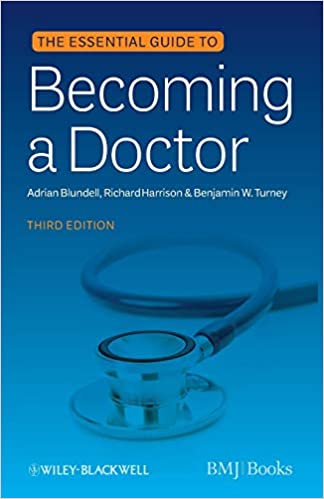 THE ESSENTIAL GUIDE TO
Becoming
a Doctor
Adrian Blundell, Richard Harrison & Benjamin W. Turney
THIRD EDITION
WILEY-BLACKWELL
BMJ|Books